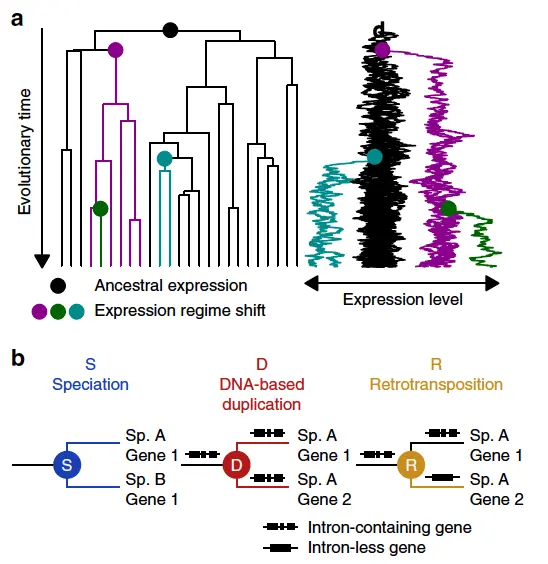 a
d
Evolutionary time
Ancestral expression
Expression regime shift
Expression level
b
S
Speciation
D
DNA-based
duplication
R
Retrotransposition
S
Sp. A
Gene 1
Sp. B
Gene 1
D
Sp. A
Gene 1
Sp. A
Gene 2
R
Sp. A
Gene 1
Sp. A
Gene 2
Intron-containing gene
Intron-less gene